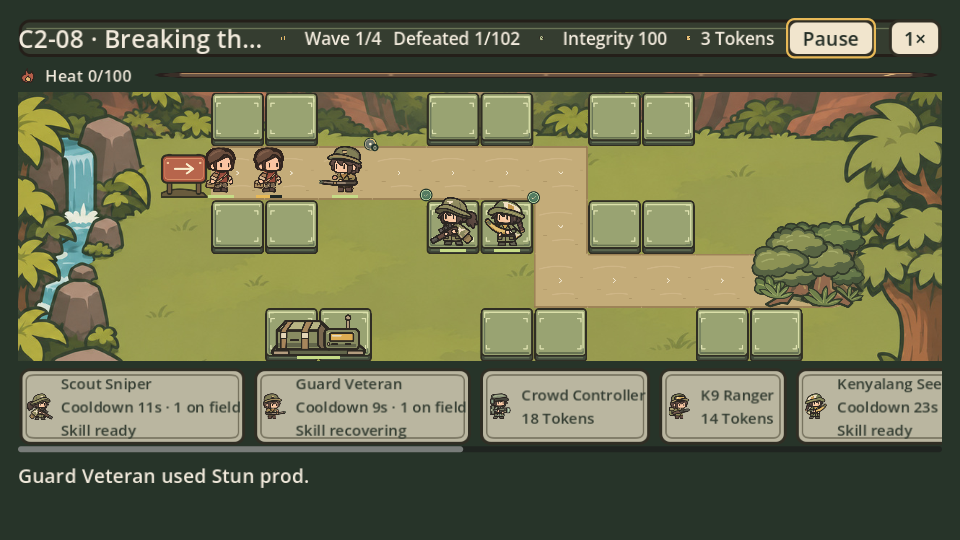 C2-08 · Breaking th...
Wave 1/4 Defeated 1/102
Integrity 100
3 Tokens
Pause
1×
Heat 0/100
Scout Sniper
Cooldown 11s · 1 on field
Skill ready
Guard Veteran
Cooldown 9s · 1 on field
Skill recovering
Crowd Controller
18 Tokens
K9 Ranger
14 Tokens
Kenyalang See
Cooldown 23s
Skill ready
Guard Veteran used Stun prod.